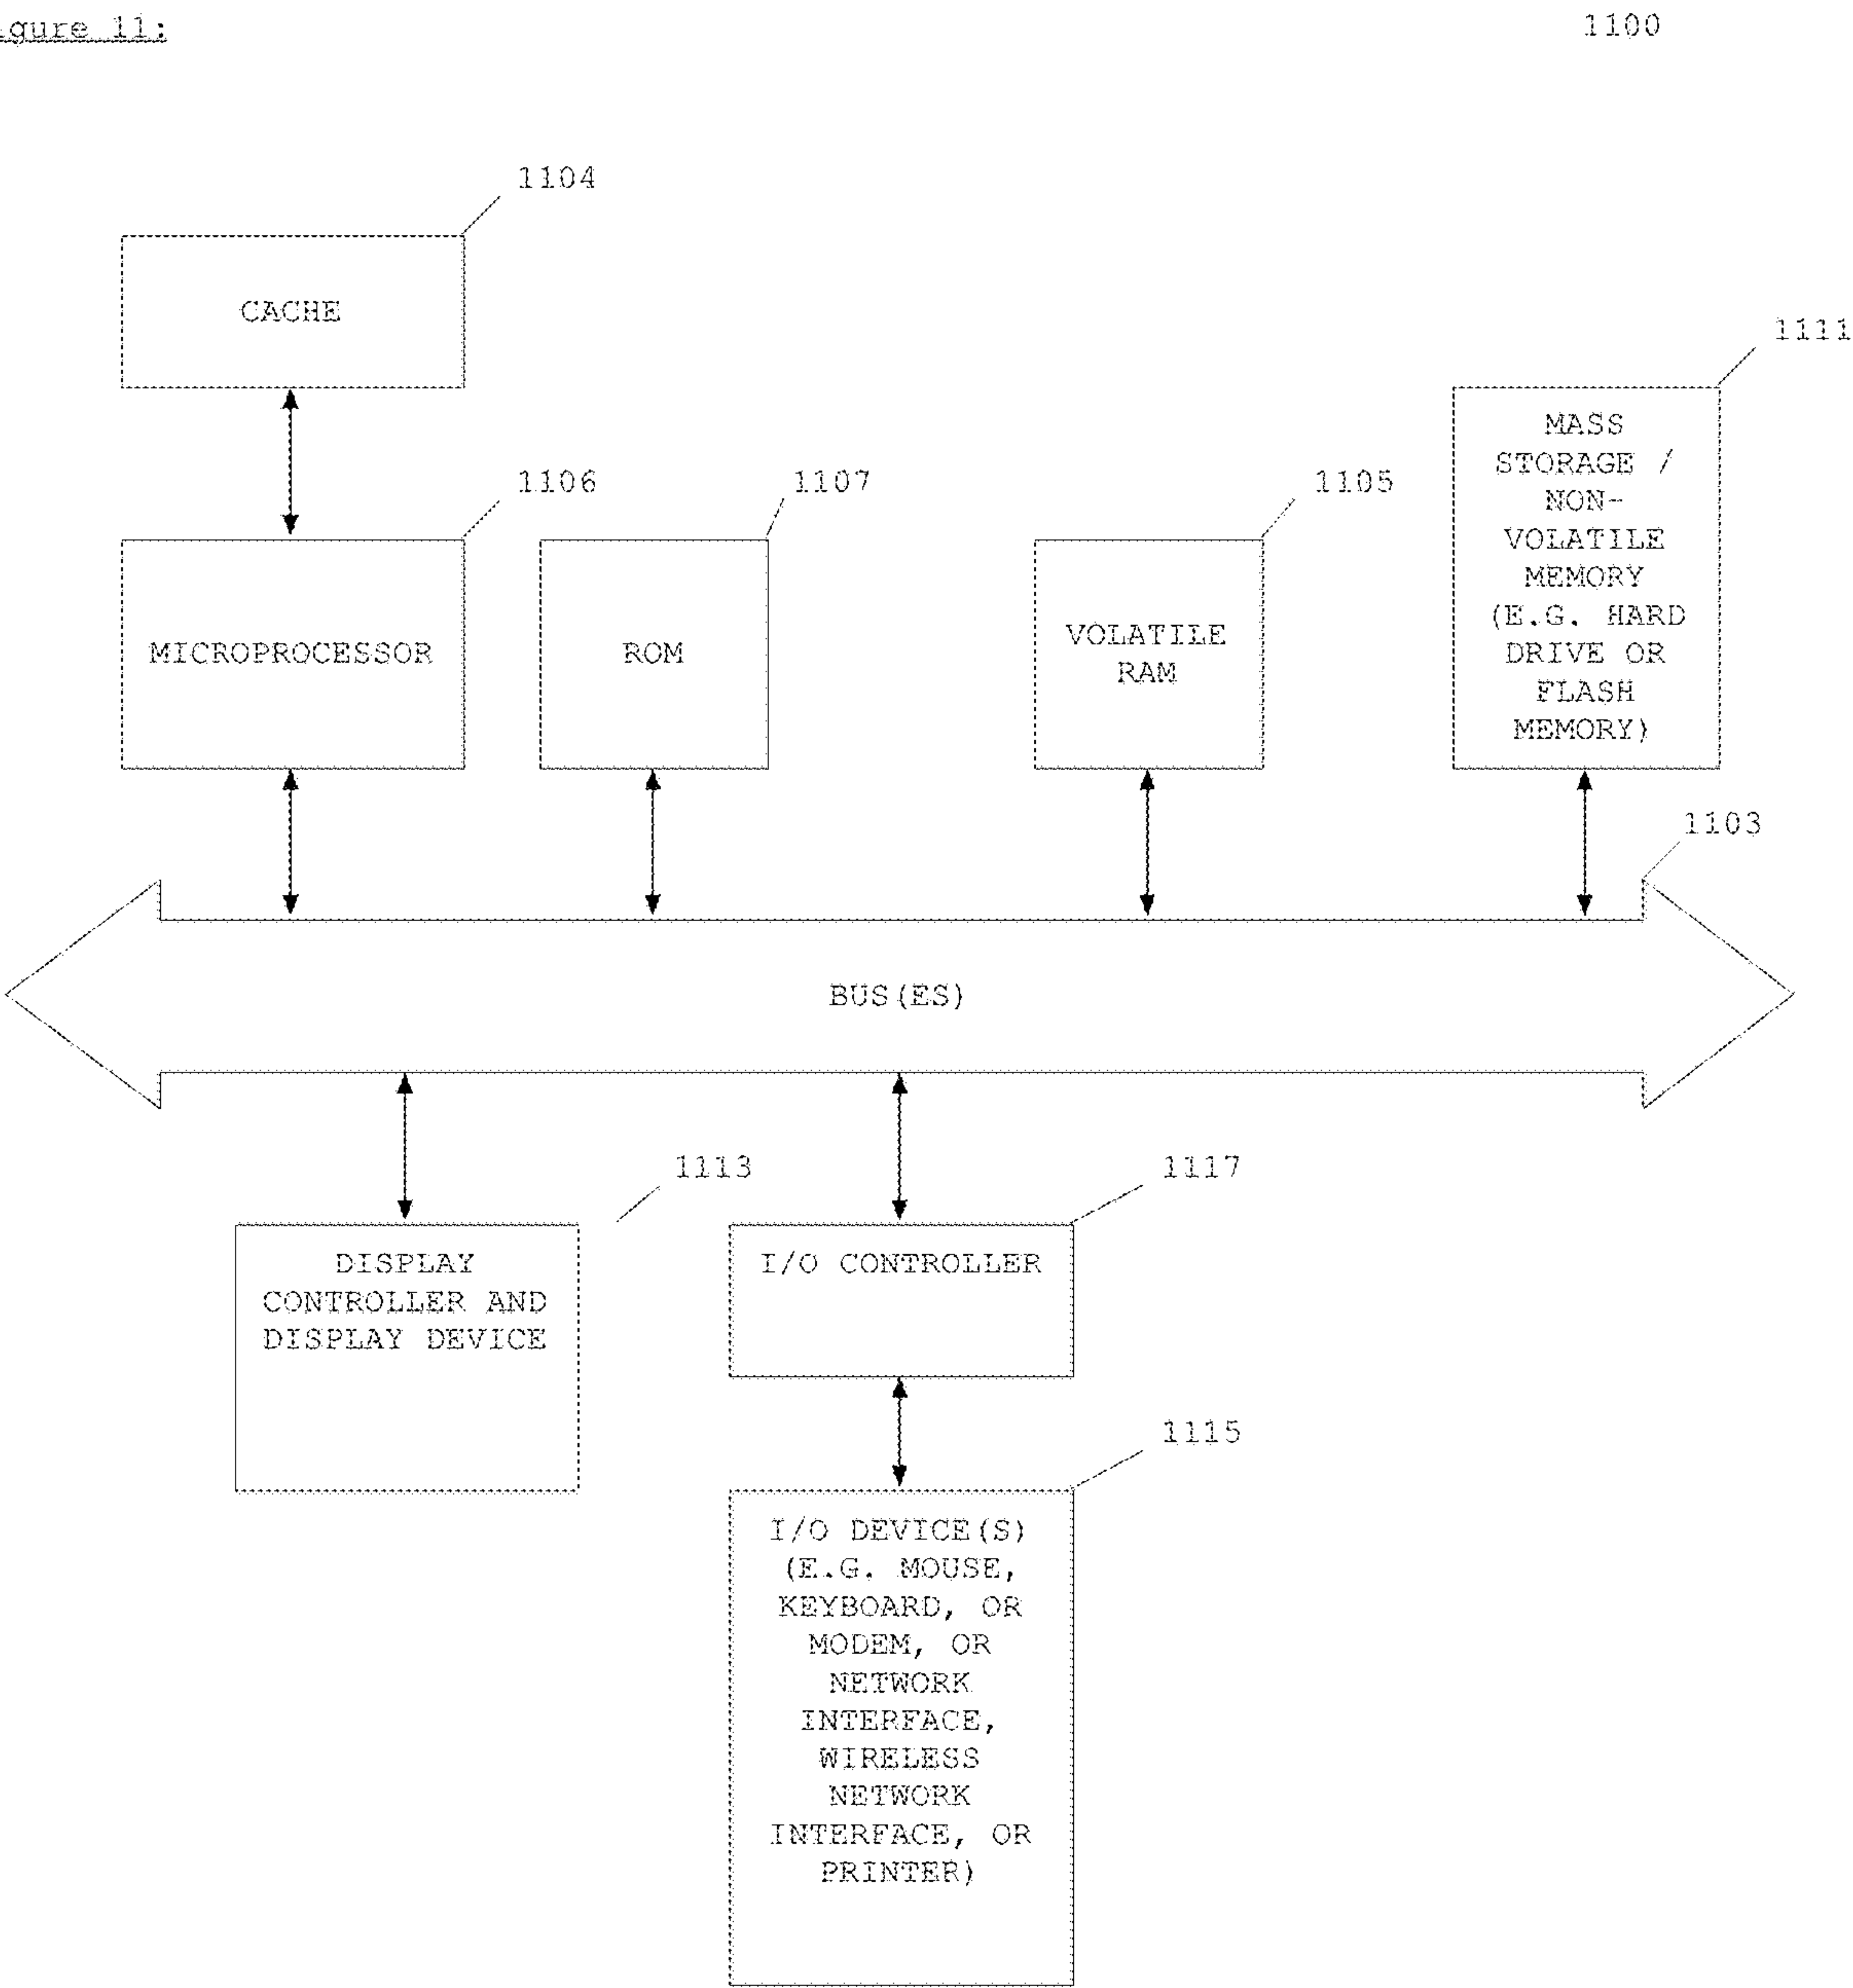 igure 11:
1100
1104
CACHE
1111
MASS
STORAGE /
NON-
VOLATILE
MEMORY
(E.G. HARD
DRIVE OR
FLASH
MEMORY)
1106
MICROPROCESSOR
1107
ROM
1105
VOLATILE
RAM
1103
BUS(ES)
1113
DISPLAY
CONTROLLER AND
DISPLAY DEVICE
1117
I/O CONTROLLER
1115
I/O DEVICE(S)
(E.G. MOUSE,
KEYBOARD, OR
MODEM, OR
NETWORK
INTERFACE,
WIRELESS
NETWORK
INTERFACE, OR
PRINTER)